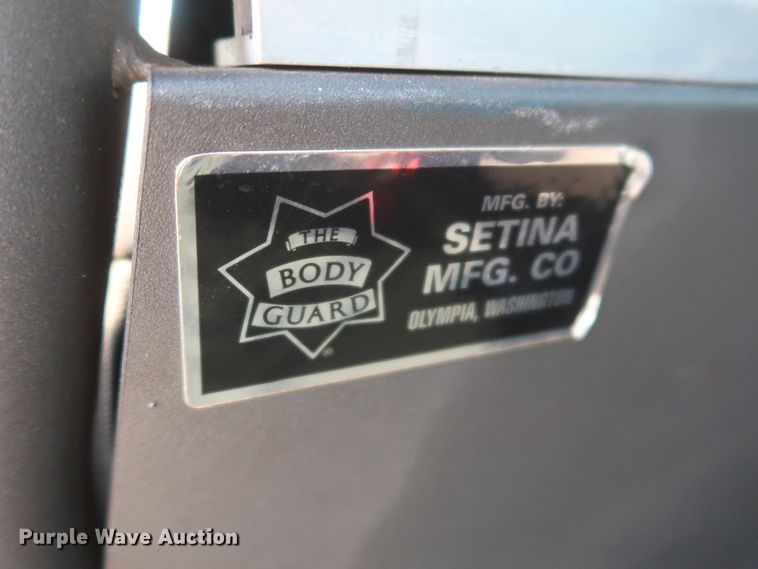 THE
BODY
GUARD
®
MFG. BY:
SETINA
MFG. CO
OLYMPIA, WASHINGTON
Purple Wave Auction